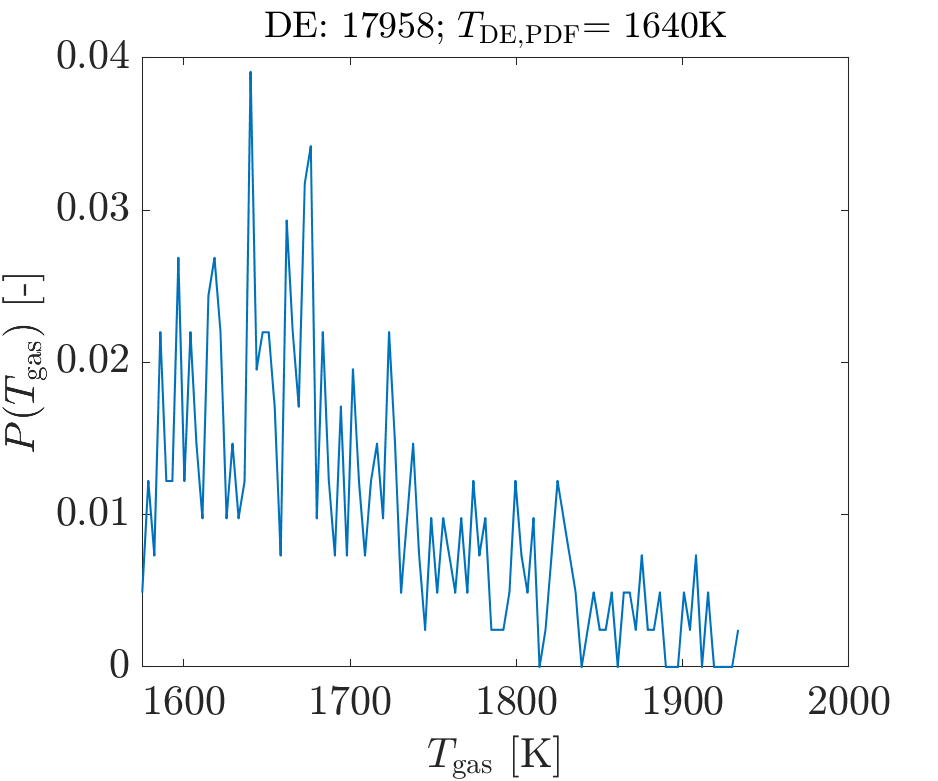 DE: 17958; T_DE,PDF= 1640K
0.04
0.03
0.02
0.01
0
P(T_gas) [-]
1600 1700 1800 1900 2000
T_gas [K]